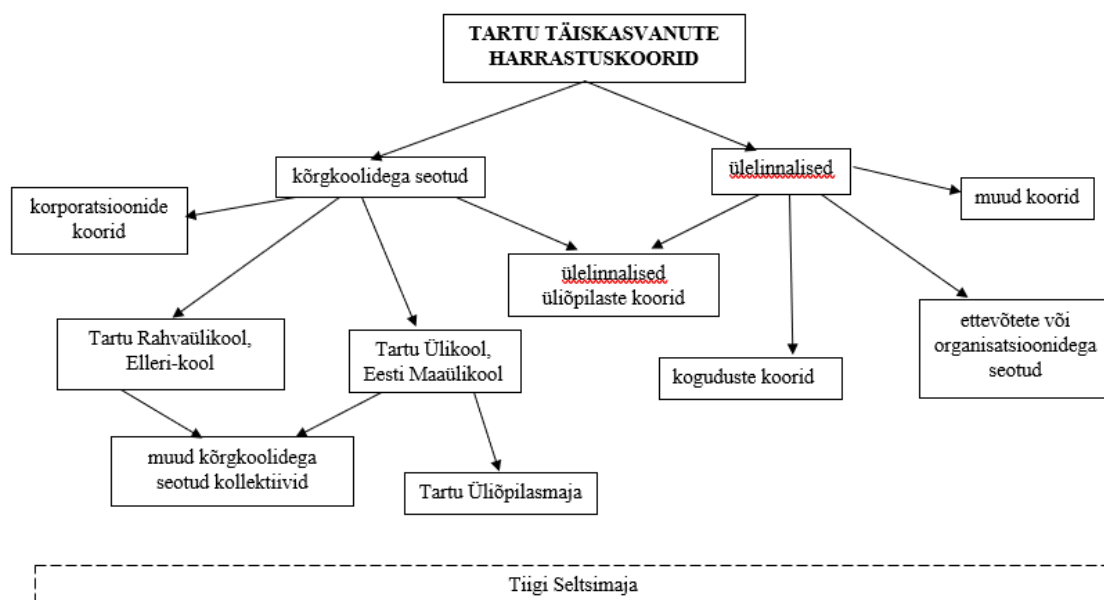 TARTU TÄISKASVANUTE
HARRASTUSKOORID
kõrgkoolidega seotud
ülelinnalised
korporatsioonide
koorid
muud koorid
ülelinnalised
üliõpilaste koorid
Tartu Rahvaülikool,
Elleri-kool
Tartu Ülikool,
Eesti Maaülikool
koguduste koorid
ettevõtete või
organisatsioonidega
seotud
muud kõrgkoolidega
seotud kollektiivid
Tartu Üliõpilasmaja
Tiigi Seltsimaja